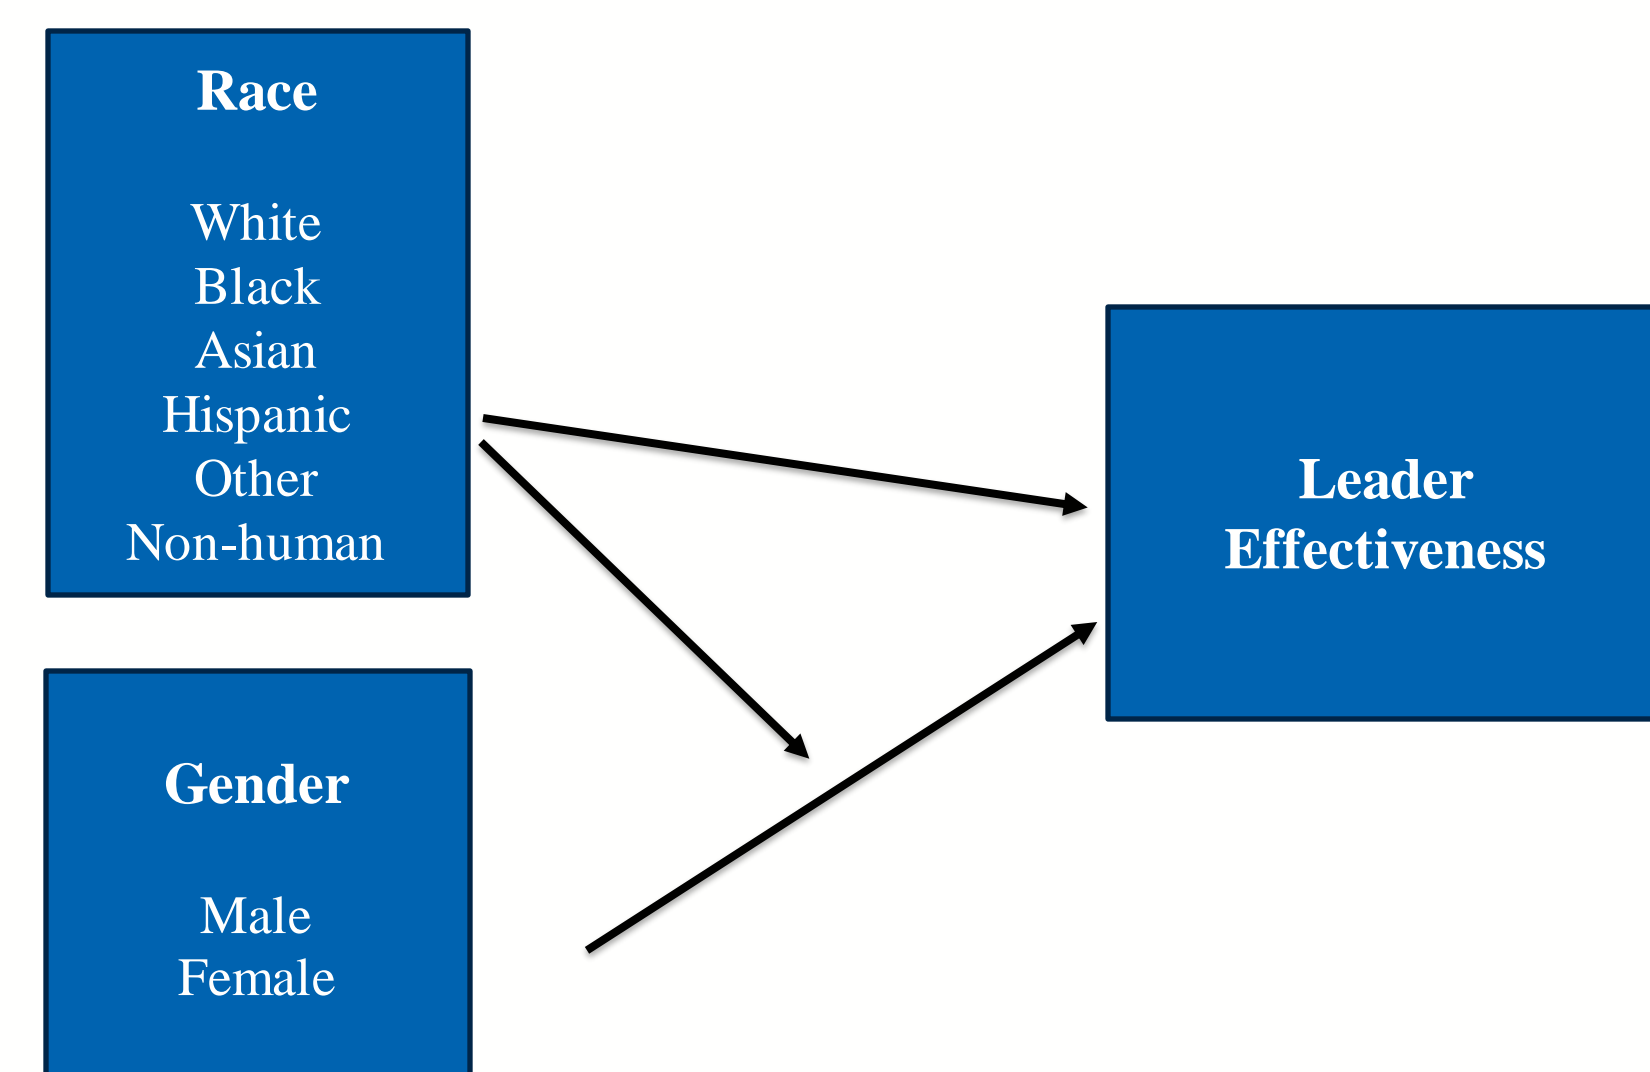 Race
White
Black
Asian
Hispanic
Other
Non-human
Leader
Effectiveness
Gender
Male
Female